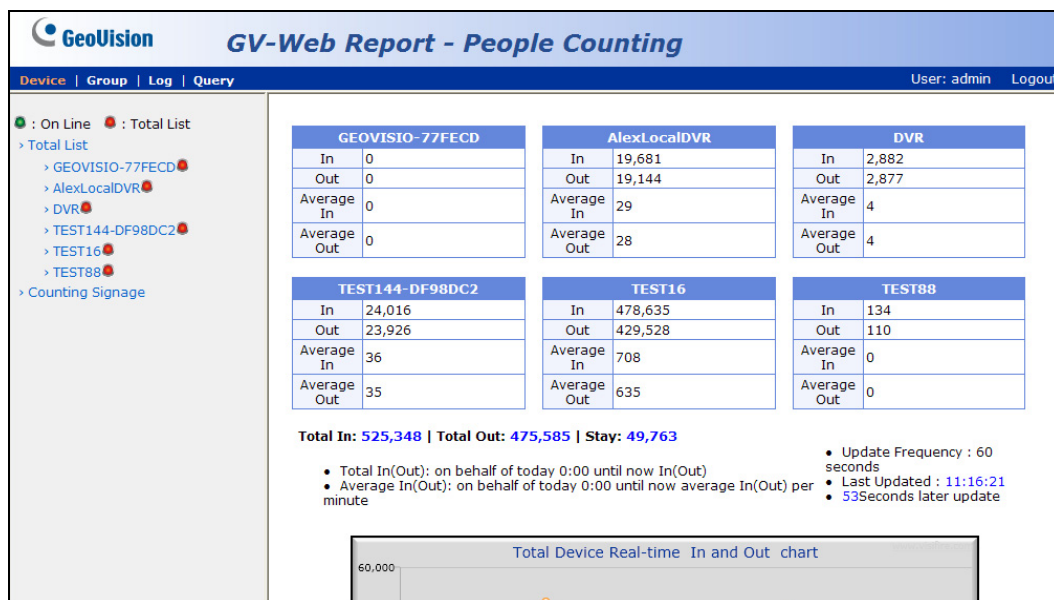 GeoVision
GV-Web Report - People Counting
Device | Group | Log | Query
User: admin Logout
: On Line : Total List
› Total List
› GEOVISIO-77FECD
› AlexLocalDVR
› DVR
› TEST144-DF98DC2
› TEST16
› TEST88
› Counting Signage
GEOVISIO-77FECD
In 0
Out 0
Average In 0
Average Out 0
AlexLocalDVR
In 19,681
Out 19,144
Average In 29
Average Out 28
DVR
In 2,882
Out 2,877
Average In 4
Average Out 4
TEST144-DF98DC2
In 24,016
Out 23,926
Average In 36
Average Out 35
TEST16
In 478,635
Out 429,528
Average In 708
Average Out 635
TEST88
In 134
Out 110
Average In 0
Average Out 0
Total In: 525,348 | Total Out: 475,585 | Stay: 49,763
• Total In(Out): on behalf of today 0:00 until now In(Out)
• Average In(Out): on behalf of today 0:00 until now average In(Out) per
minute
• Update Frequency : 60
seconds
• Last Updated : 11:16:21
• 53Seconds later update
Total Device Real-time In and Out chart
60,000